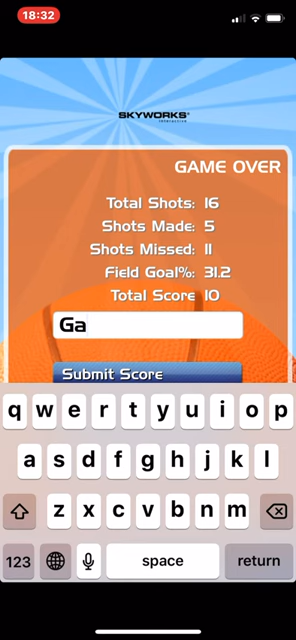 18:32
SKYWORKS
INTERACTIVE
GAME OVER
Total Shots: 16
Shots Made: 5
Shots Missed: 11
Field Goal%: 31.2
Total Score 10
Ga
Submit Score
q w e r t y u i o p
a s d f g h j k l
z x c v b n m
123 space return